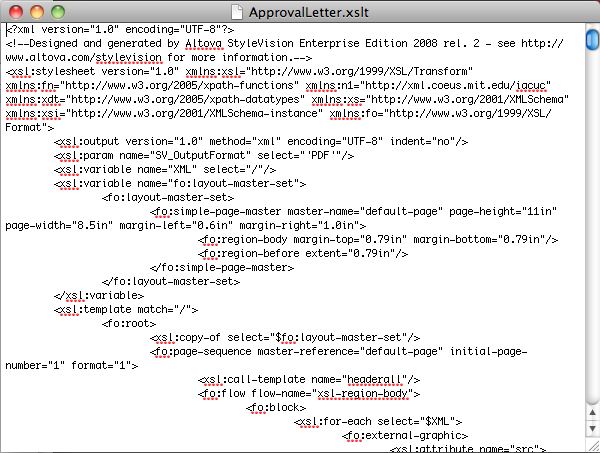 ApprovalLetter.xslt
<?xml version="1.0" encoding="UTF-8"?>
<!--Designed and generated by Altova StyleVision Enterprise Edition 2008 rel. 2 - see http://
www.altova.com/stylevision for more information.-->
<xsl:stylesheet version="1.0" xmlns:xsl="http://www.w3.org/1999/XSL/Transform"
xmlns:fn="http://www.w3.org/2005/xpath-functions" xmlns:n1="http://xml.coeus.mit.edu/iacuc"
xmlns:xdt="http://www.w3.org/2005/xpath-datatypes" xmlns:xs="http://www.w3.org/2001/XMLSchema"
xmlns:xsi="http://www.w3.org/2001/XMLSchema-instance" xmlns:fo="http://www.w3.org/1999/XSL/
Format">
<xsl:output version="1.0" method="xml" encoding="UTF-8" indent="no"/>
<xsl:param name="SV_OutputFormat" select="'PDF'"/>
<xsl:variable name="XML" select="/"/>
<xsl:variable name="fo:layout-master-set">
<fo:layout-master-set>
<fo:simple-page-master master-name="default-page" page-height="11in"
page-width="8.5in" margin-left="0.6in" margin-right="1.0in">
<fo:region-body margin-top="0.79in" margin-bottom="0.79in"/>
<fo:region-before extent="0.79in"/>
</fo:simple-page-master>
</fo:layout-master-set>
</xsl:variable>
<xsl:template match="/">
<fo:root>
<xsl:copy-of select="$fo:layout-master-set"/>
<fo:page-sequence master-reference="default-page" initial-page-
number="1" format="1">
<xsl:call-template name="headerall"/>
<fo:flow flow-name="xsl-region-body">
<fo:block>
<xsl:for-each select="$XML">
<fo:external-graphic>
<xsl:attribute name="src">